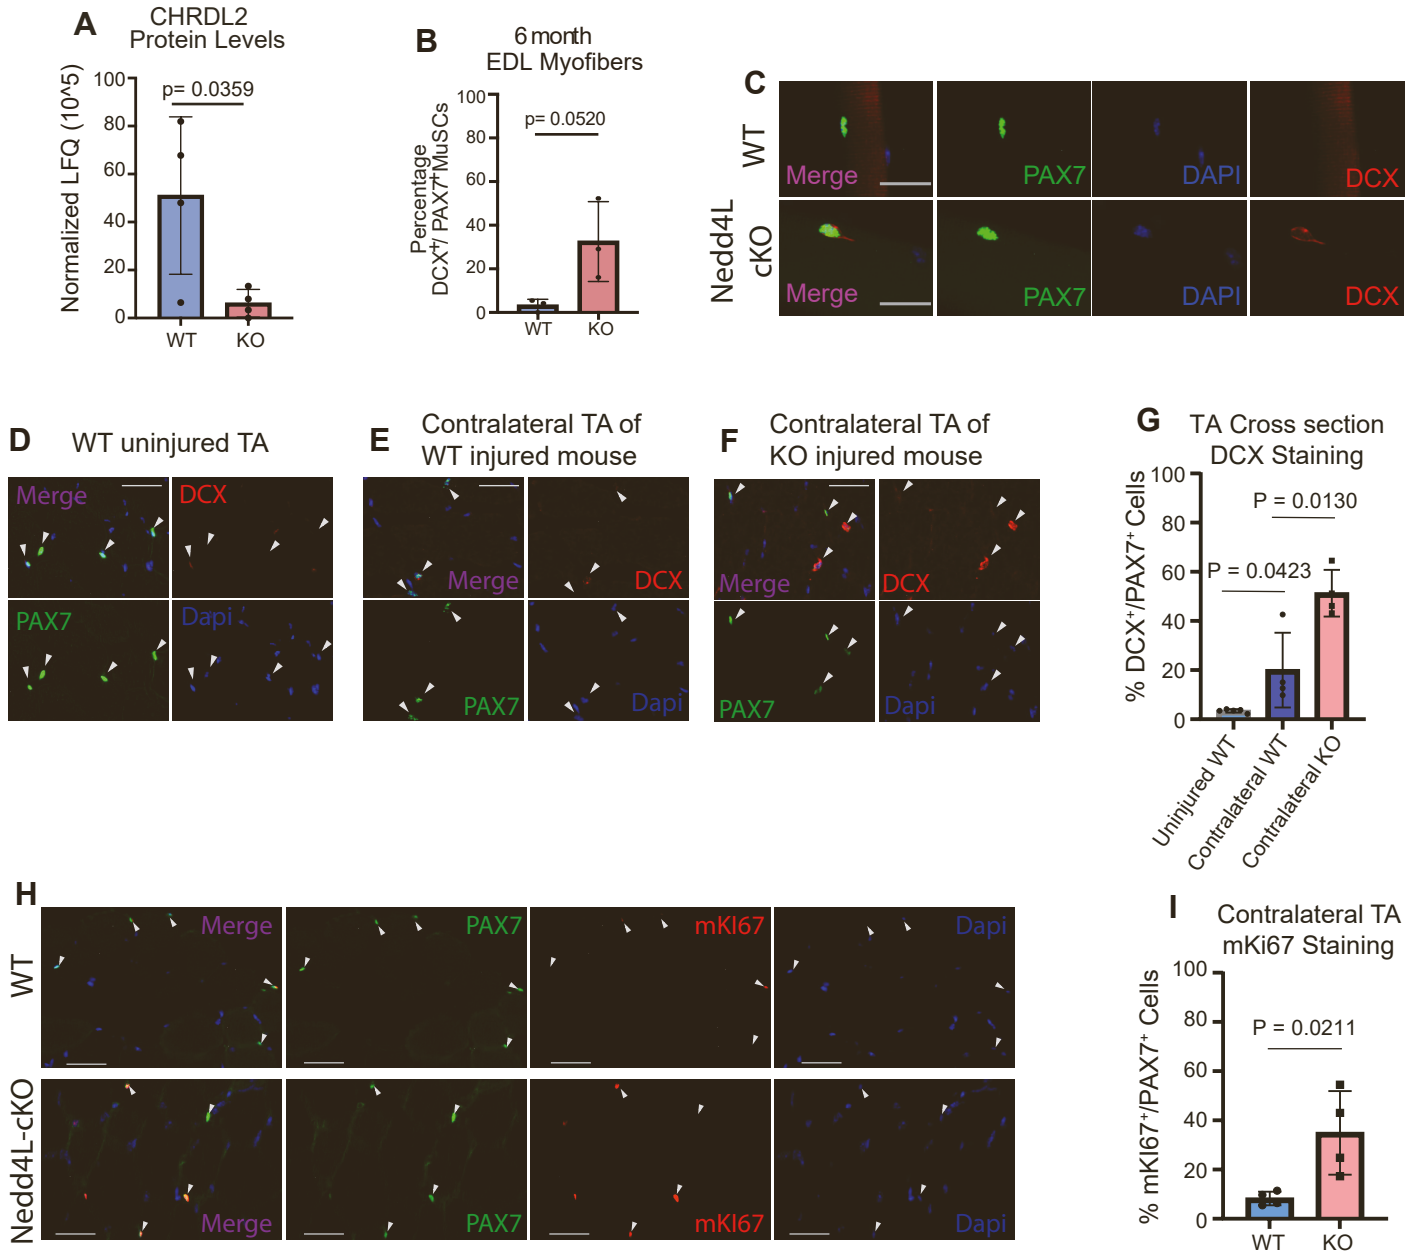 A
CHRDL2
Protein Levels
Normalized LFQ (10^5)
100
80
60
40
20
0
p= 0.0359
WT
KO
B
6 month
EDL Myofibers
Percentage
DCX+/ PAX7+MuSCs
100
80
60
40
20
0
p= 0.0520
WT
KO
C
WT
Merge
PAX7
DAPI
DCX
Nedd4L
cKO
Merge
PAX7
DAPI
DCX
D
WT uninjured TA
Merge
DCX
PAX7
Dapi
E
Contralateral TA of
WT injured mouse
Merge
DCX
PAX7
Dapi
F
Contralateral TA of
KO injured mouse
Merge
DCX
PAX7
Dapi
G
TA Cross section
DCX Staining
% DCX+/PAX7+ Cells
100
80
60
40
20
0
P = 0.0130
P = 0.0423
Uninjured WT
Contralateral WT
Contralateral KO
H
WT
Merge
PAX7
mKI67
Dapi
Nedd4L-cKO
Merge
PAX7
mKI67
Dapi
I
Contralateral TA
mKi67 Staining
% mKI67+/PAX7+ Cells
100
80
60
40
20
0
P = 0.0211
WT
KO